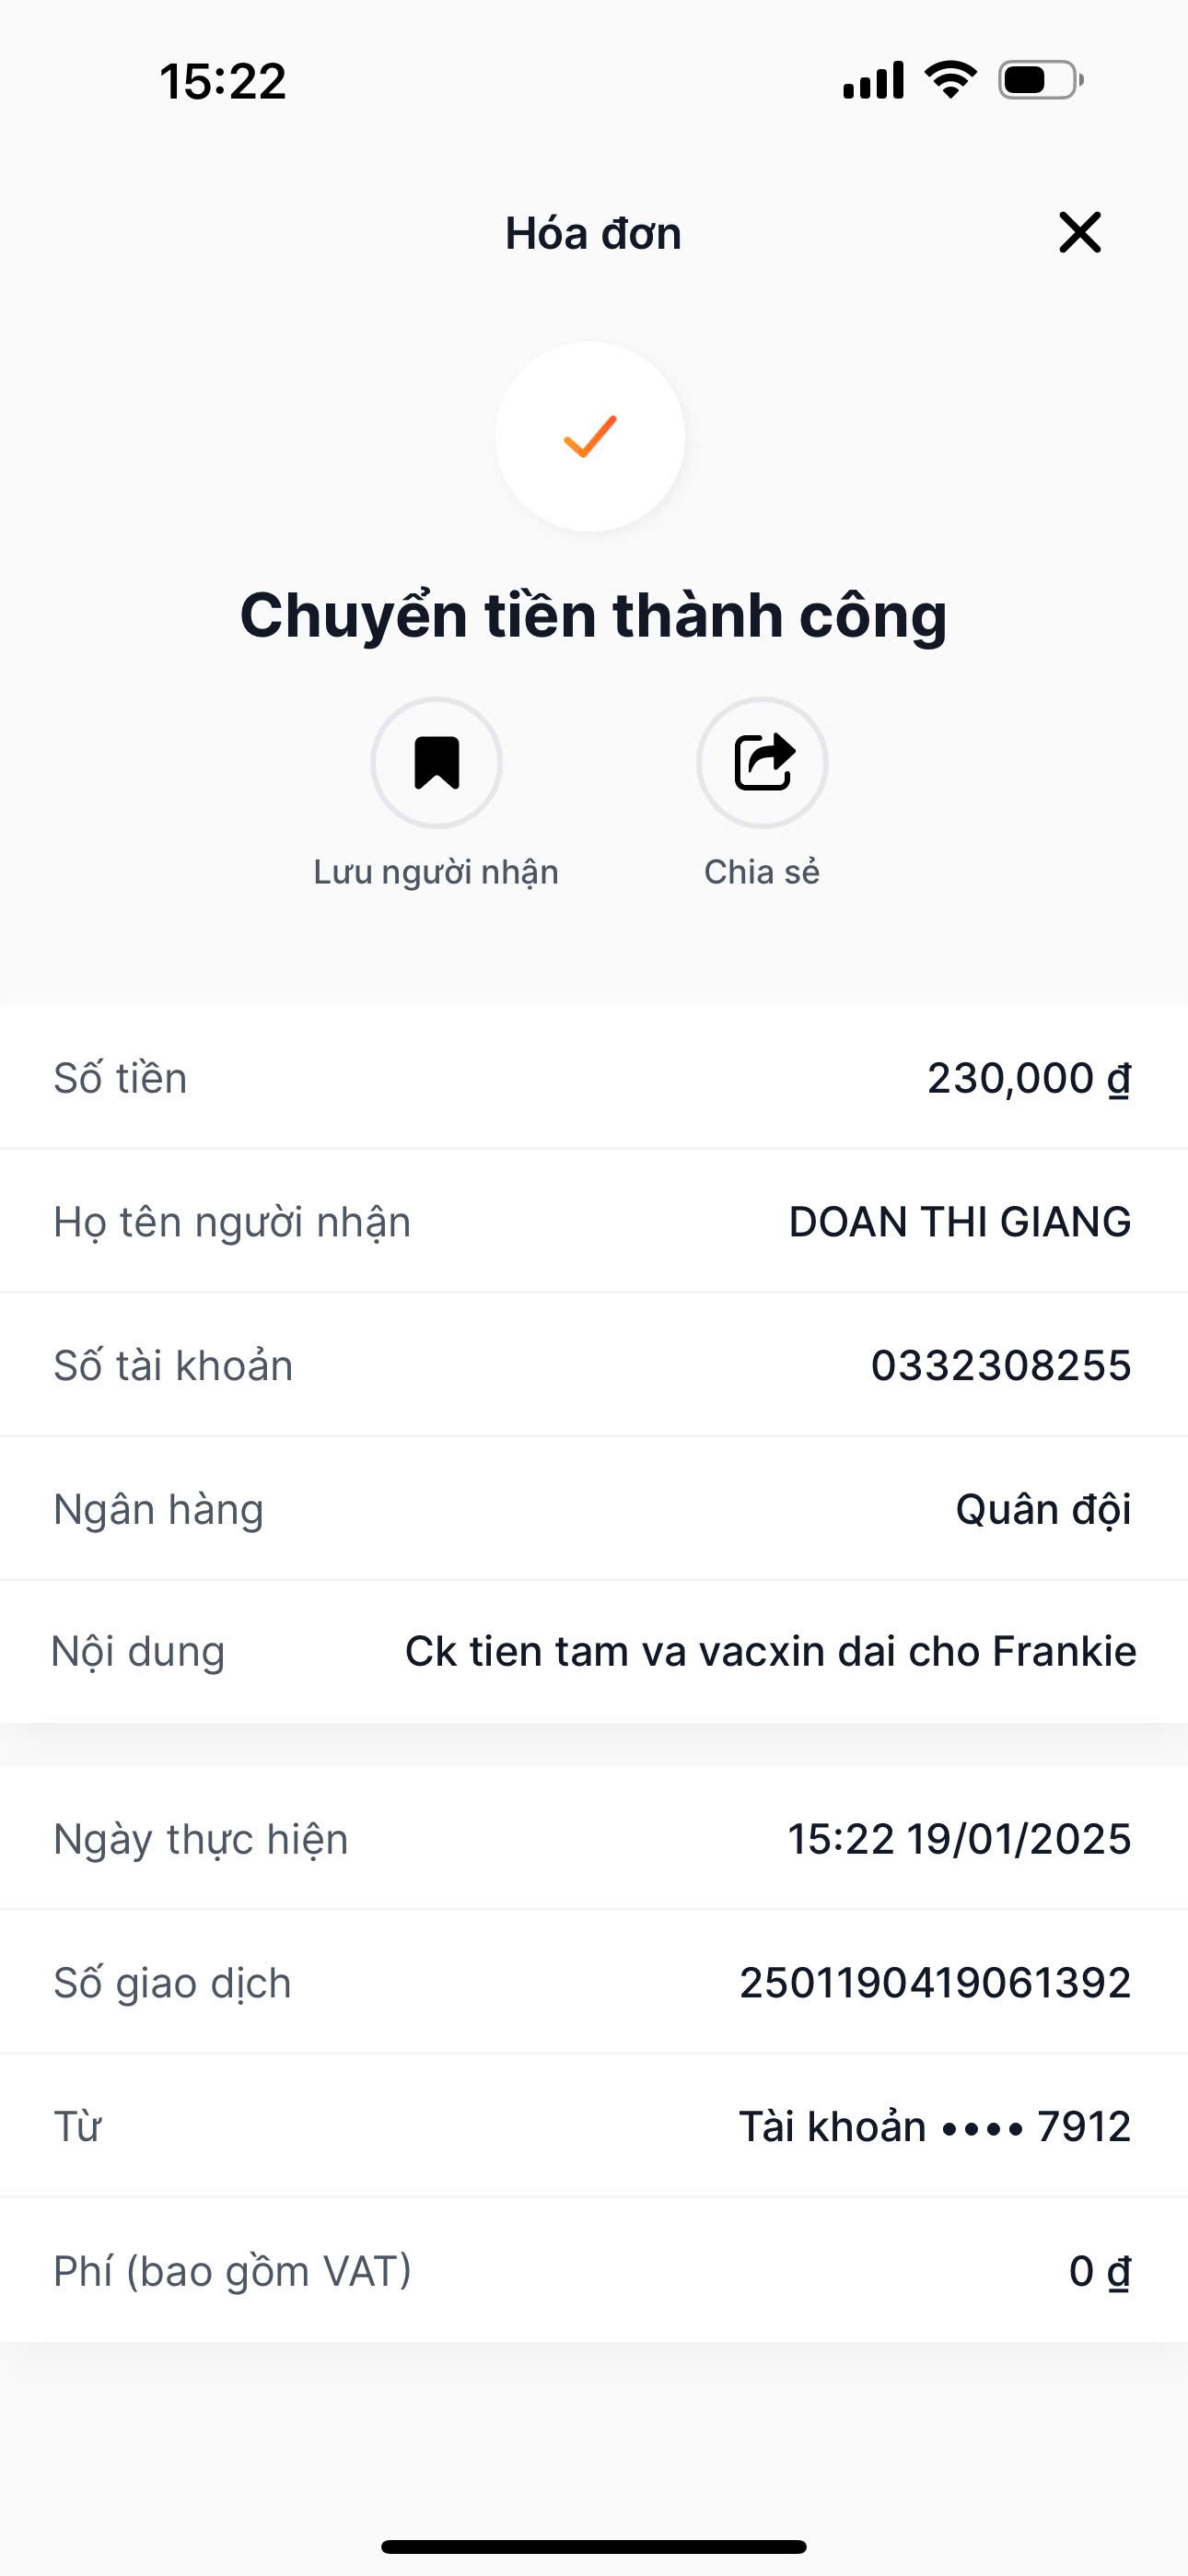 15:22
Hóa đơn
Chuyển tiền thành công
Lưu người nhận
Chia sẻ
Số tiền 230,000 ₫
Họ tên người nhận DOAN THI GIANG
Số tài khoản 0332308255
Ngân hàng Quân đội
Nội dung Ck tien tam va vacxin dai cho Frankie
Ngày thực hiện 15:22 19/01/2025
Số giao dịch 2501190419061392
Từ Tài khoản •••• 7912
Phí (bao gồm VAT) 0 ₫